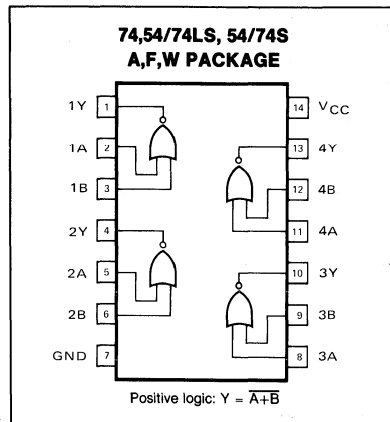 74,54/74LS, 54/74S
A,F,W PACKAGE
1Y 1 14 VCC
1A 2 13 4Y
1B 3 12 4B
2Y 4 11 4A
2A 5 10 3Y
2B 6 9 3B
GND 7 8 3A
Positive logic: Y = A+B